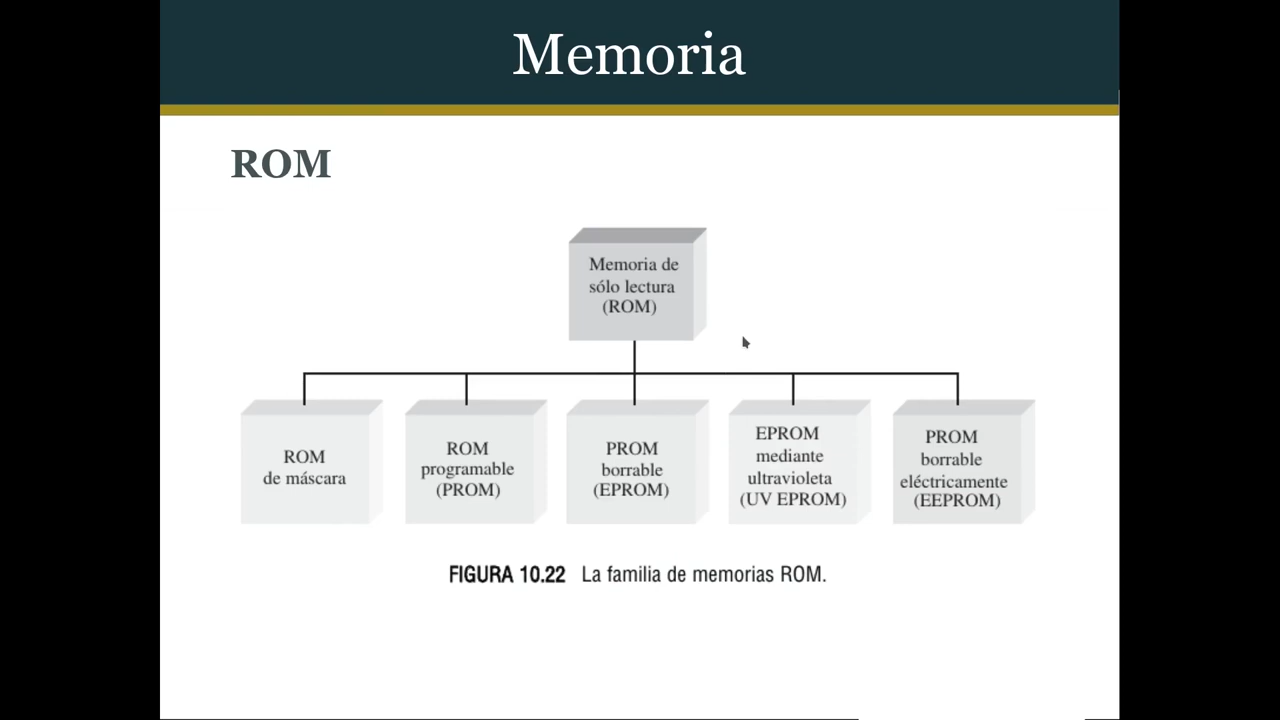 Memoria
ROM
Memoria de
sólo lectura
(ROM)
ROM
de máscara
ROM
programable
(PROM)
PROM
borrable
(EPROM)
EPROM
mediante
ultravioleta
(UV EPROM)
PROM
borrable
eléctricamente
(EEPROM)
FIGURA 10.22 La familia de memorias ROM.